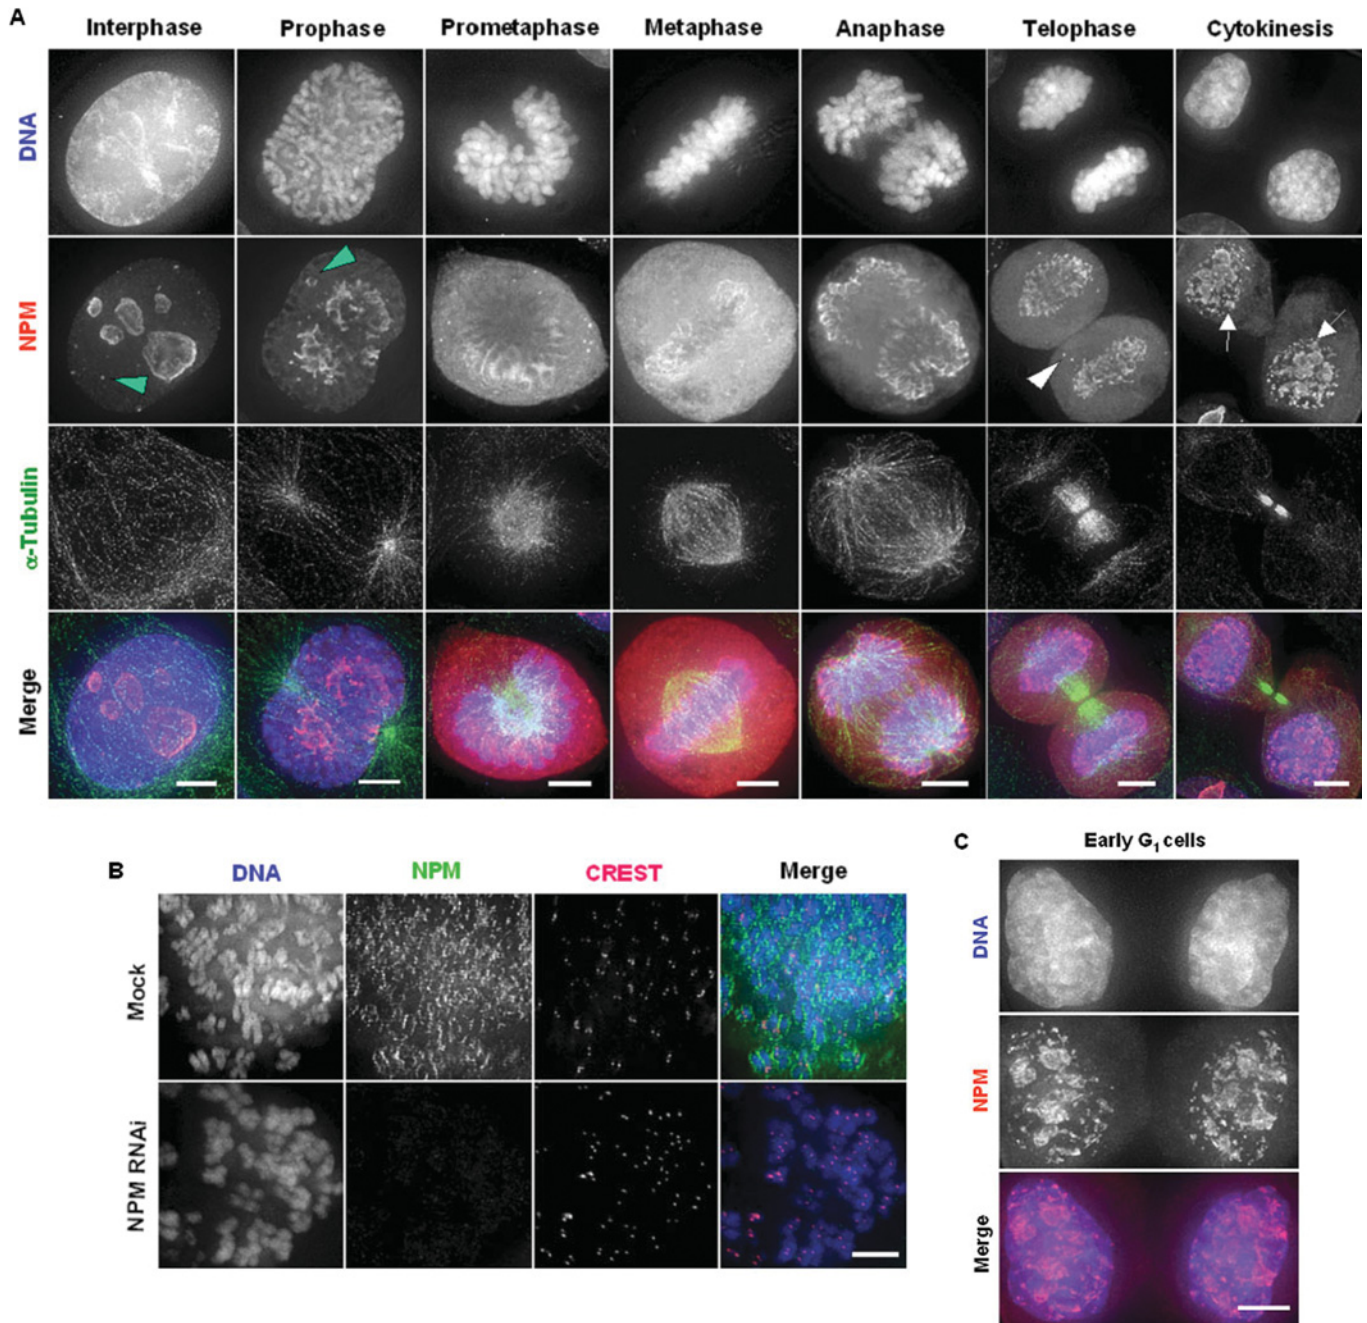 A
Interphase Prophase Prometaphase Metaphase Anaphase Telophase Cytokinesis
DNA
NPM
α-Tubulin
Merge
B
DNA NPM CREST Merge
Mock
NPM RNAi
C
Early G₁ cells
DNA
NPM
Merge